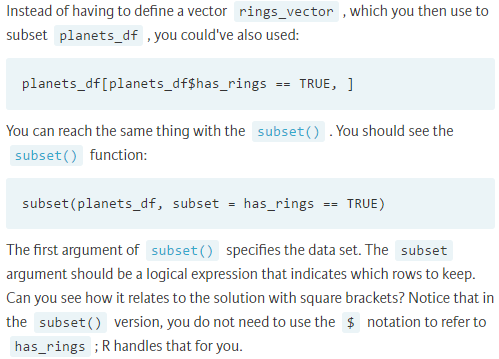 Instead of having to define a vector rings_vector , which you then use to
subset planets_df , you could've also used:
planets_df[planets_df$has_rings == TRUE, ]
You can reach the same thing with the subset() . You should see the
subset() function:
subset(planets_df, subset = has_rings == TRUE)
The first argument of subset() specifies the data set. The subset
argument should be a logical expression that indicates which rows to keep.
Can you see how it relates to the solution with square brackets? Notice that in
the subset() version, you do not need to use the $ notation to refer to
has_rings ; R handles that for you.